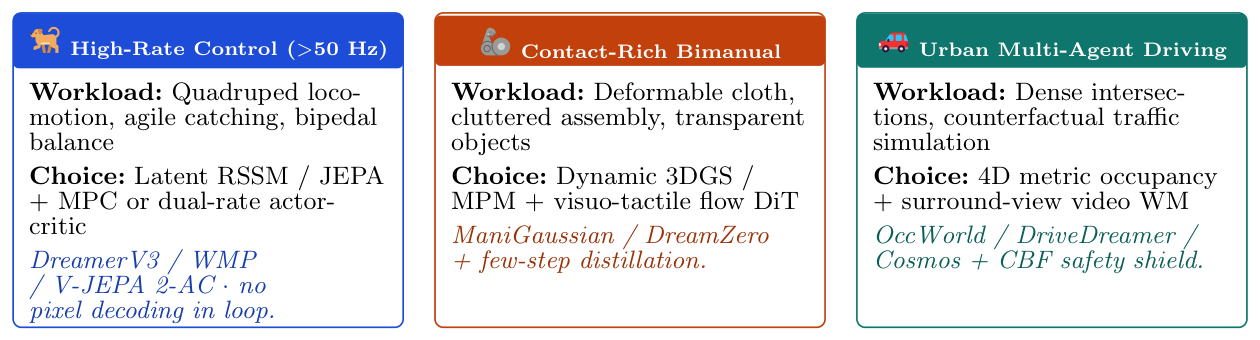 High-Rate Control (>50 Hz)
Workload: Quadruped loco-
motion, agile catching, bipedal
balance
Choice: Latent RSSM / JEPA
+ MPC or dual-rate actor-
critic
DreamerV3 / WMP
/ V-JEPA 2-AC · no
pixel decoding in loop.
Contact-Rich Bimanual
Workload: Deformable cloth,
cluttered assembly, transparent
objects
Choice: Dynamic 3DGS /
MPM + visuo-tactile flow DiT
ManiGaussian / DreamZero
+ few-step distillation.
Urban Multi-Agent Driving
Workload: Dense intersec-
tions, counterfactual traffic
simulation
Choice: 4D metric occupancy
+ surround-view video WM
OccWorld / DriveDreamer /
Cosmos + CBF safety shield.